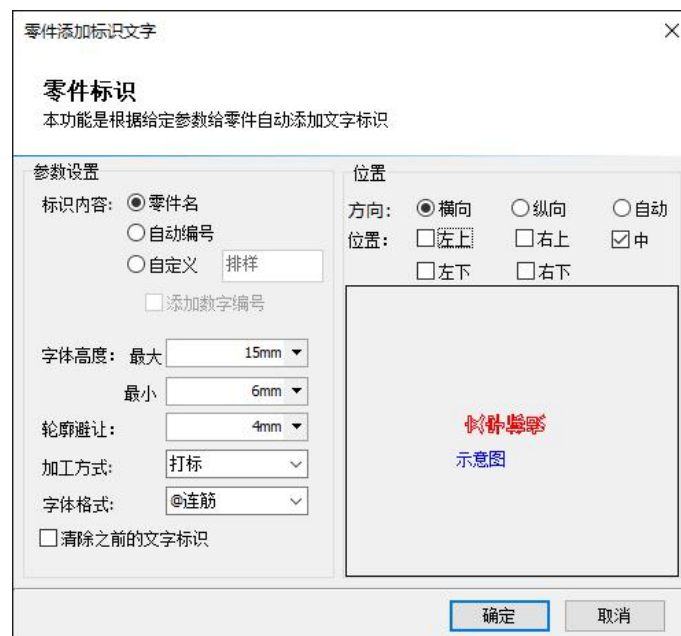 零件添加标识文字
零件标识
本功能是根据给定参数给零件自动添加文字标识
参数设置
标识内容: 零件名
自动编号
自定义 排样
添加数字编号
字体高度: 最大 15mm
最小 6mm
轮廓避让: 4mm
加工方式: 打标
字体格式: @连筋
清除之前的文字标识
位置
方向: 横向 纵向 自动
位置: 左上 右上 中
左下 右下
示意图
确定 取消